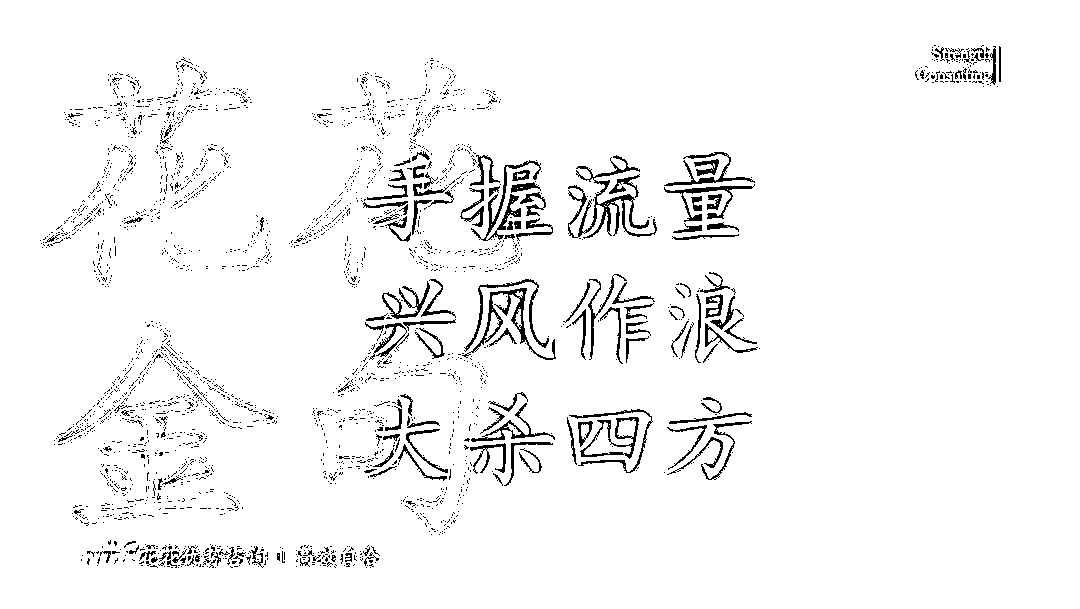 Strength
Consulting
花花
金句
手握流量
兴风作浪
大杀四方